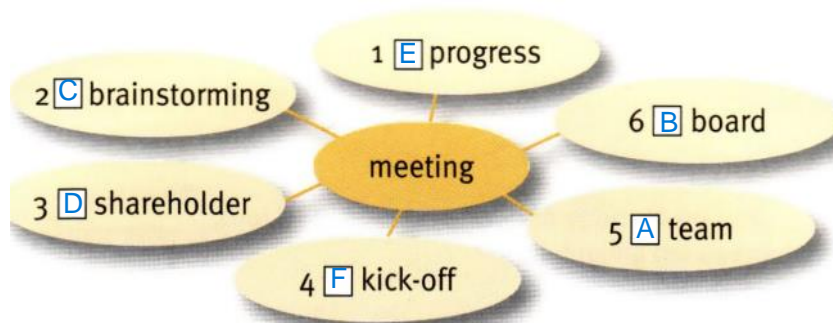 1 E progress
2 C brainstorming
6 B board
meeting
3 D shareholder
5 A team
4 F kick-off